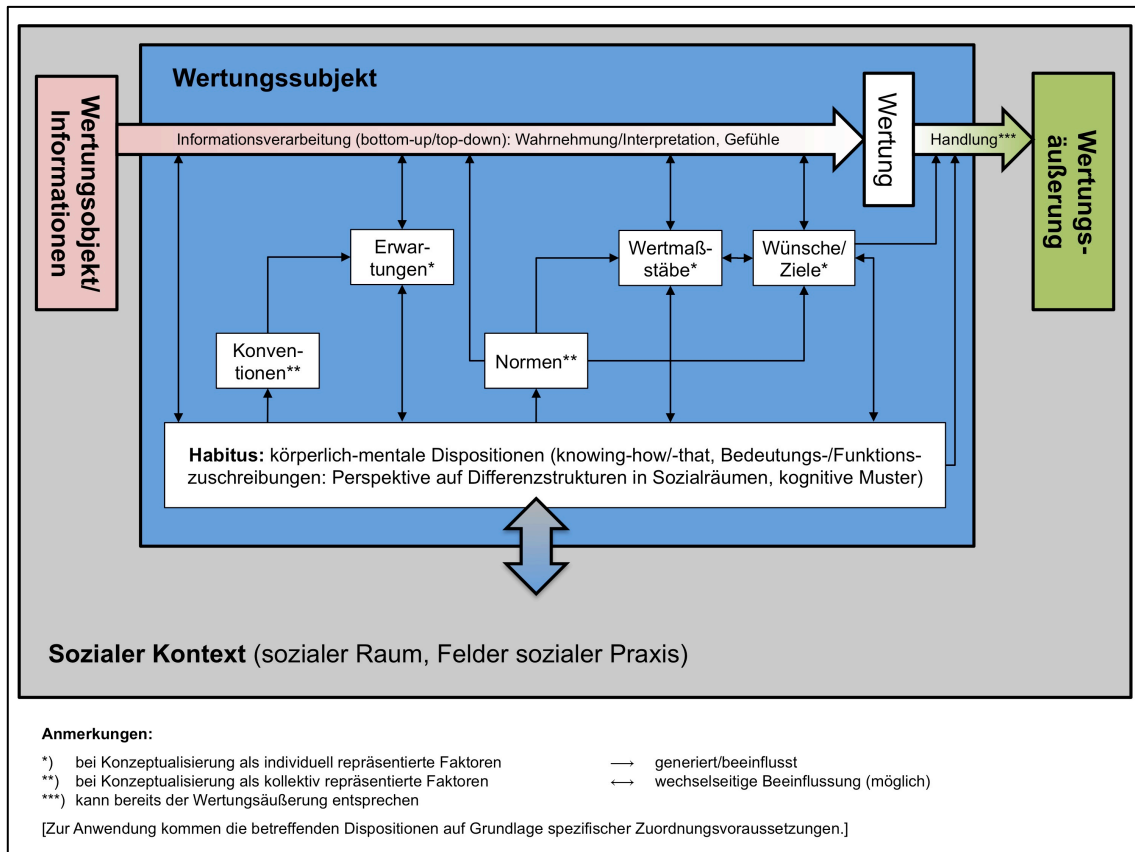 Wertungssubjekt
Wertungsobjekt/
Informationen
Informationsverarbeitung (bottom-up/top-down): Wahrnehmung/Interpretation, Gefühle
Wertung
Handlung***
Wertungs-
äußerung
Erwar-
tungen*
Wertmaß-
stäbe*
Wünsche/
Ziele*
Konven-
tionen**
Normen**
Habitus: körperlich-mentale Dispositionen (knowing-how/-that, Bedeutungs-/Funktions-
zuschreibungen: Perspektive auf Differenzstrukturen in Sozialräumen, kognitive Muster)
Sozialer Kontext (sozialer Raum, Felder sozialer Praxis)
Anmerkungen:
*) bei Konzeptualisierung als individuell repräsentierte Faktoren
→ generiert/beeinflusst
**) bei Konzeptualisierung als kollektiv repräsentierte Faktoren
↔ wechselseitige Beeinflussung (möglich)
***) kann bereits der Wertungsäußerung entsprechen
[Zur Anwendung kommen die betreffenden Dispositionen auf Grundlage spezifischer Zuordnungsvoraussetzungen.]